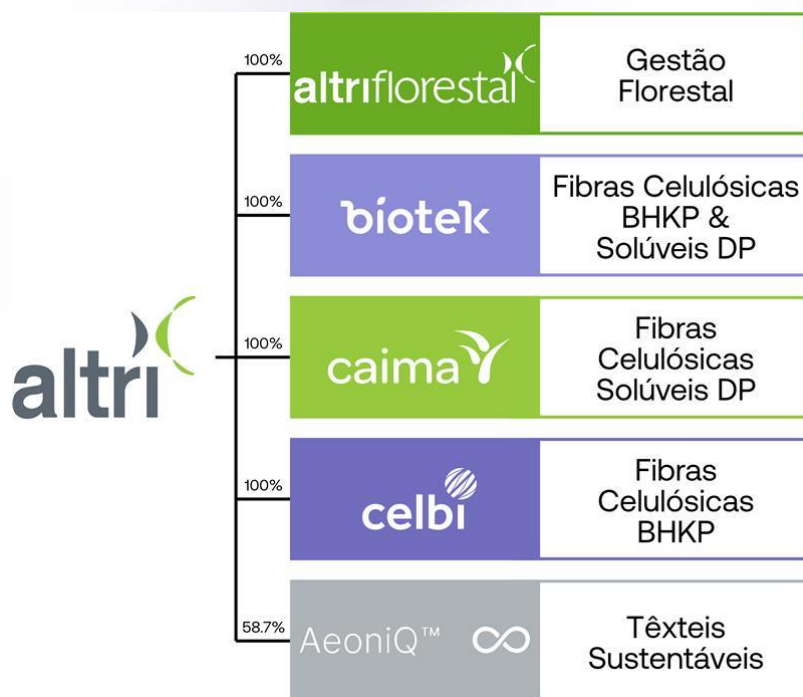 altri
100%
altriflorestal
Gestão
Florestal
100%
biotek
Fibras Celulósicas
BHKP &
Solúveis DP
100%
caima
Fibras
Celulósicas
Solúveis DP
100%
celbi
Fibras
Celulósicas
BHKP
58.7%
AeoniQ™
Têxteis
Sustentáveis